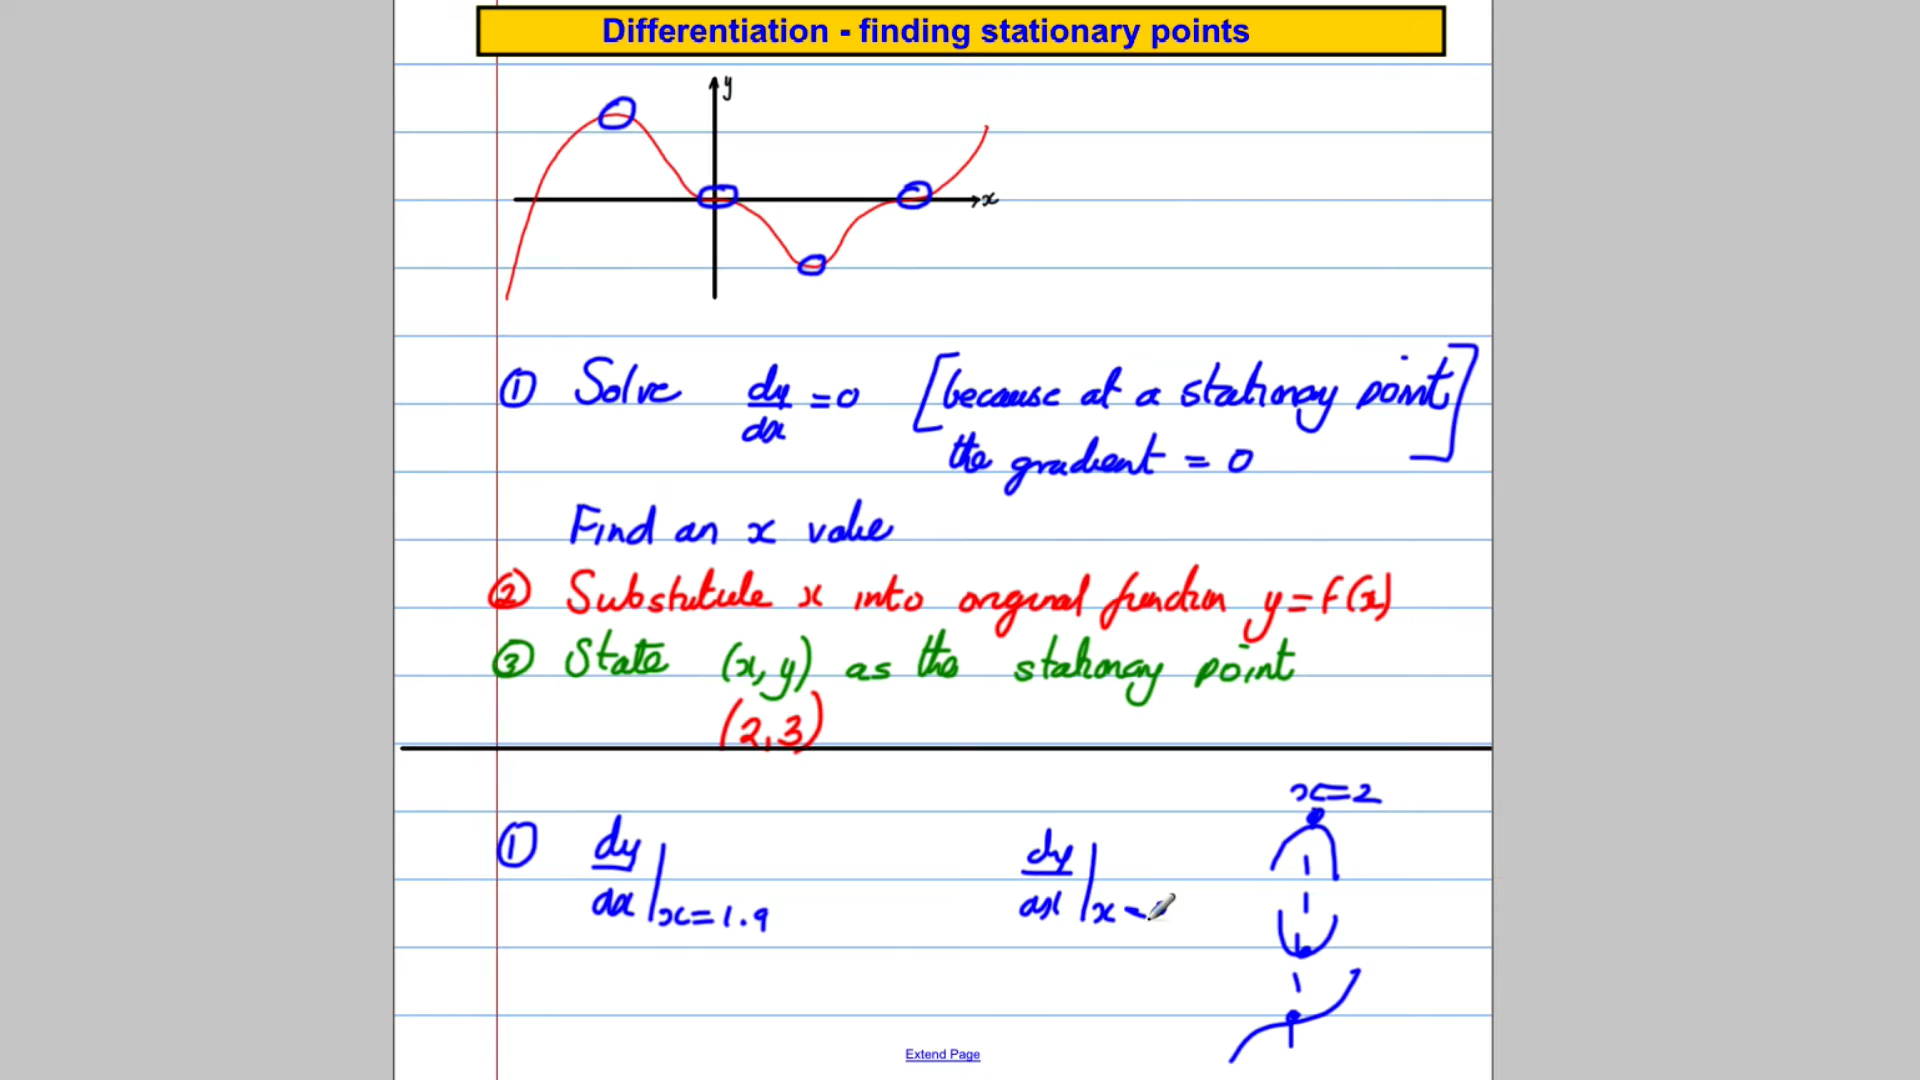 Differentiation - finding stationary points
y
x
① Solve dy/dx = 0 [because at a stationary point
the gradient = 0]
Find an x value
② Substitute x into original function y = f(x)
③ State (x, y) as the stationary point
(2, 3)
x = 2
① dy/dx | x = 1.9 dy/dx | x =
Extend Page